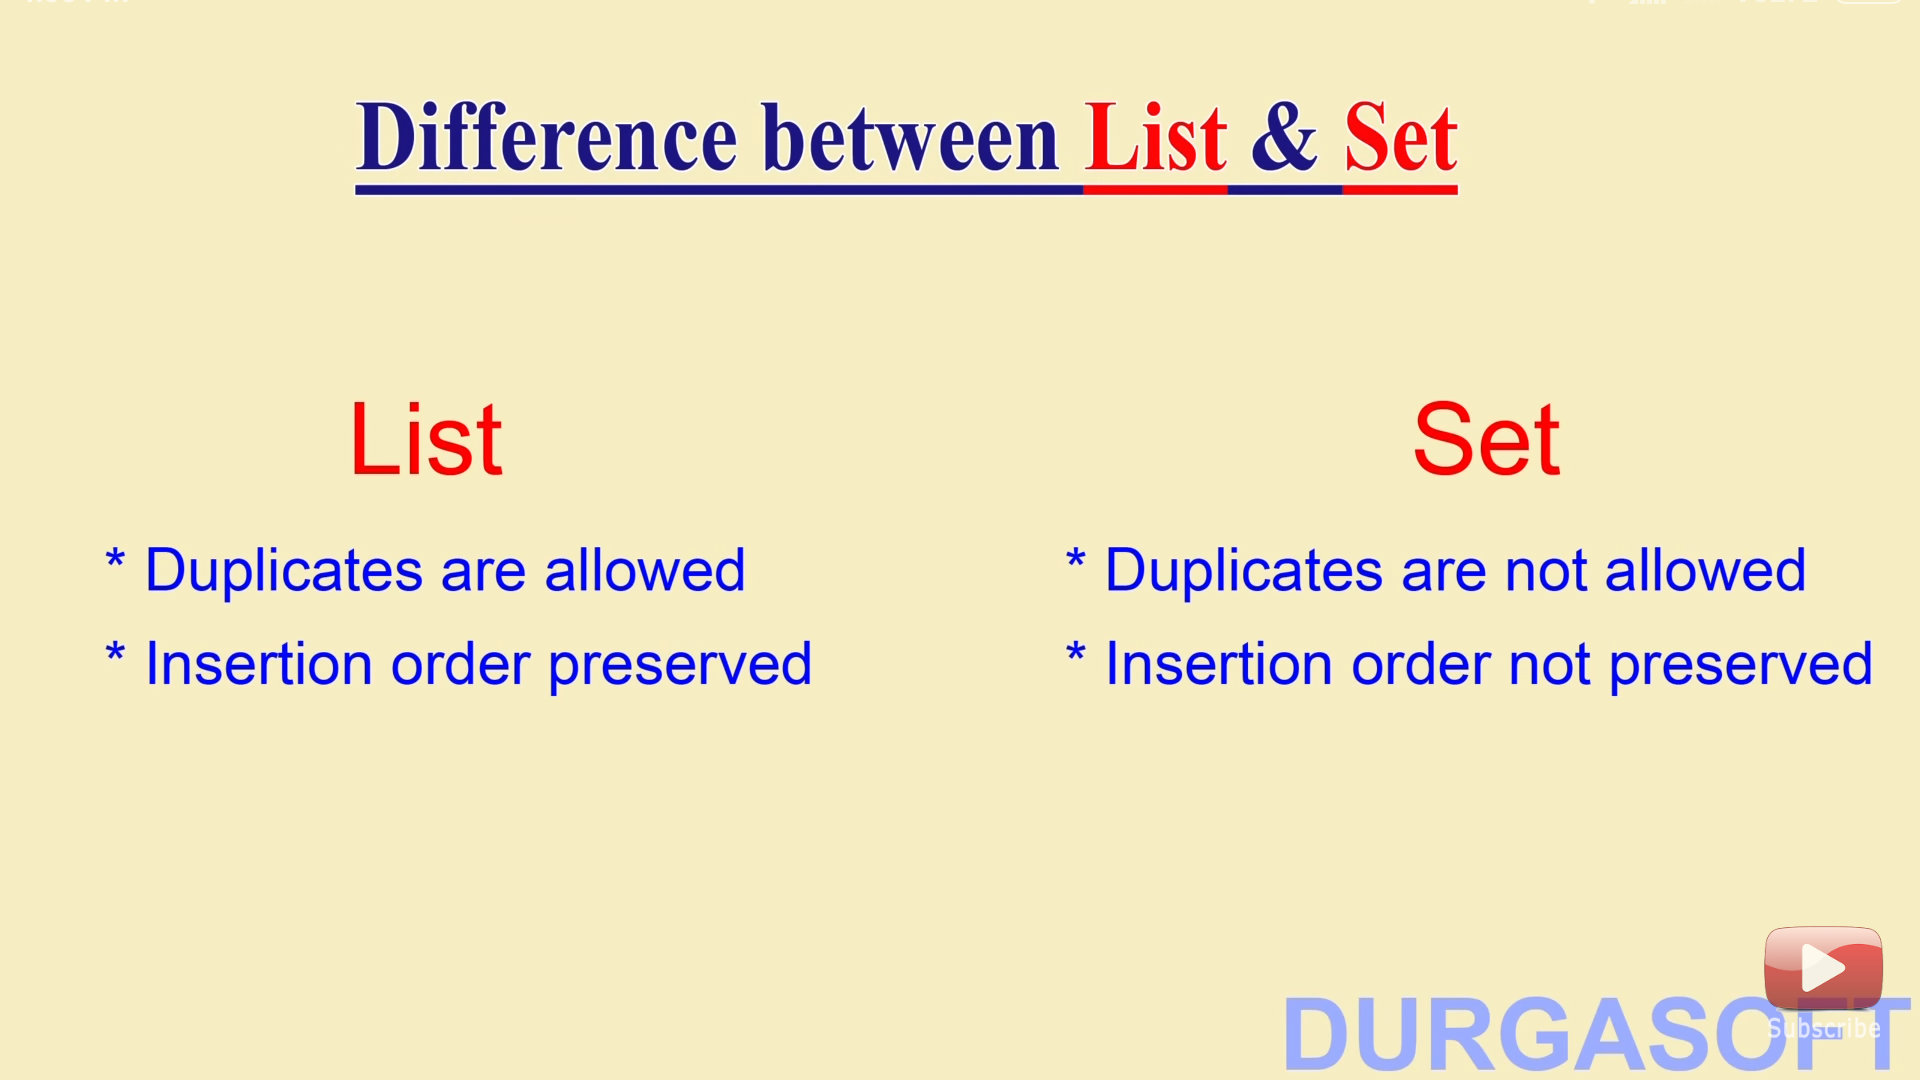 Difference between List & Set
List
* Duplicates are allowed
* Insertion order preserved
Set
* Duplicates are not allowed
* Insertion order not preserved
Subscribe
DURGASOFT